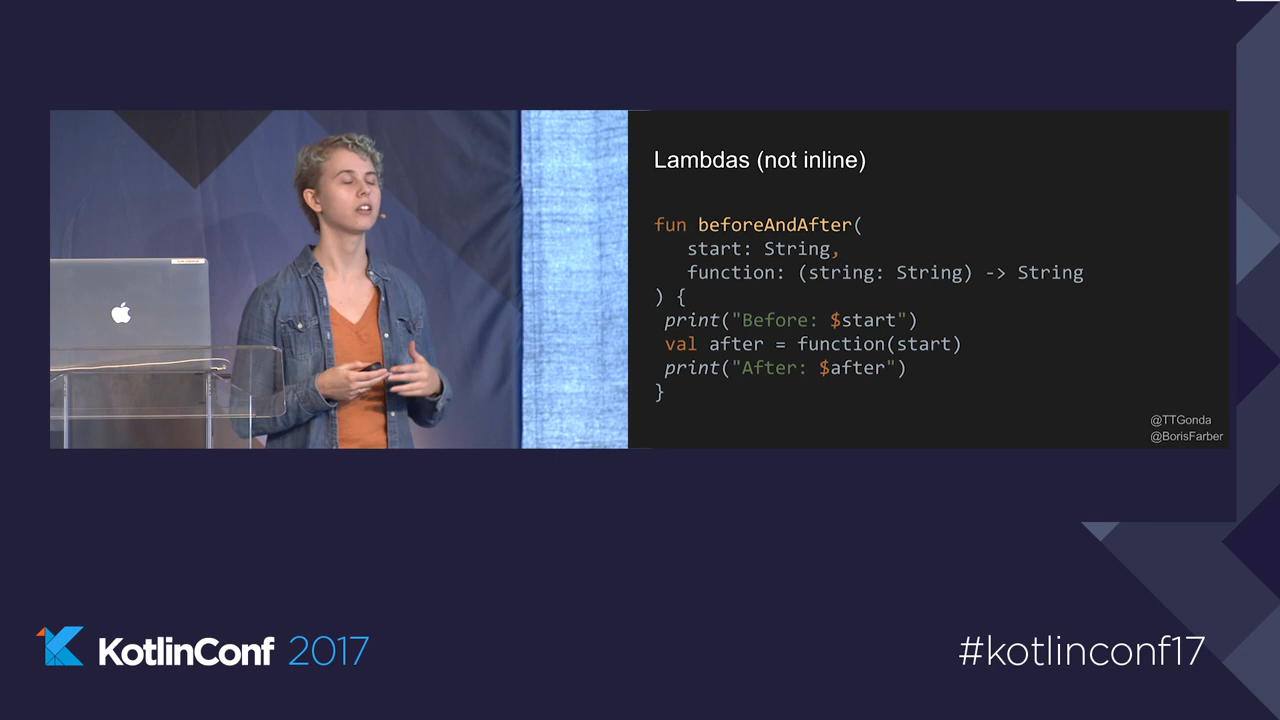 Lambdas (not inline)
fun beforeAndAfter(
start: String,
function: (string: String) -> String
) {
print("Before: $start")
val after = function(start)
print("After: $after")
}
@TTGonda
@BorisFarber
KotlinConf 2017
#kotlinconf17